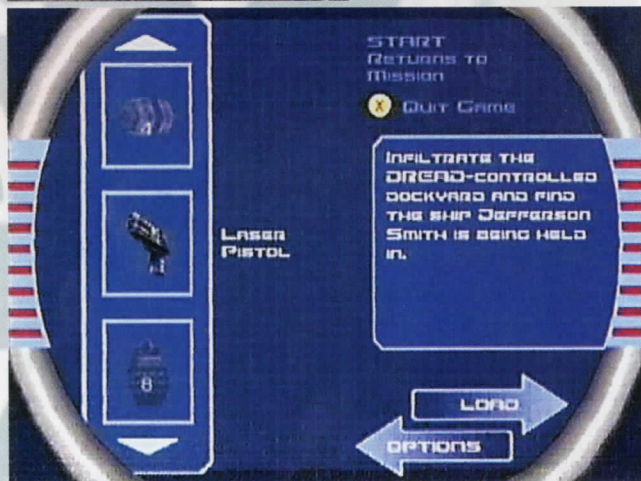 START
Returns to
Mission
X Quit Game
Infiltrate the
DREAD-controlled
dockyard and find
the ship Jefferson
Smith is being held
in.
Laser
Pistol
8
LOAD
OPTIONS